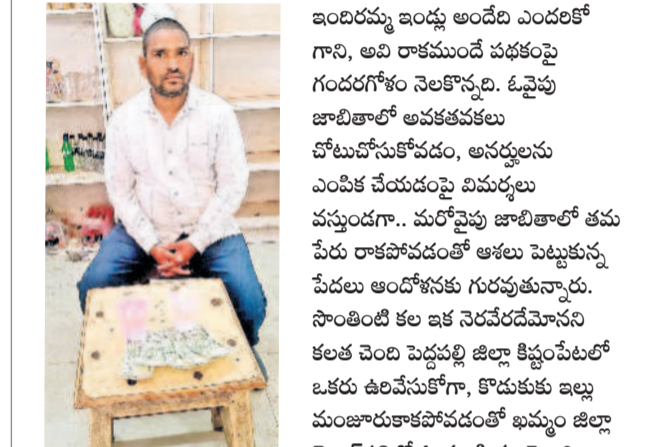 ఇందిరమ్మ ఇండ్లు అందేది ఎందరికో
గాని, అవి రాకముందే పథకంపై
గందరగోళం నెలకొన్నది. ఓవైపు
జాబితాలో అవకతవకలు
చోటుచోసుకోవడం, అనర్హులను
ఎంపిక చేయడంపై విమర్శలు
వస్తుండగా.. మరోవైపు జాబితాలో తమ
పేరు రాకపోవడంతో ఆశలు పెట్టుకున్న
పేదలు ఆందోళనకు గురవుతున్నారు.
సొంతింటి కల ఇక నెరవేరదేమోనని
కలత చెంది పెద్దపల్లి జిల్లా కిష్టంపేటలో
ఒకరు ఉరివేసుకోగా, కొడుకుకు ఇల్లు
మంజూరుకాకపోవడంతో ఖమ్మం జిల్లా